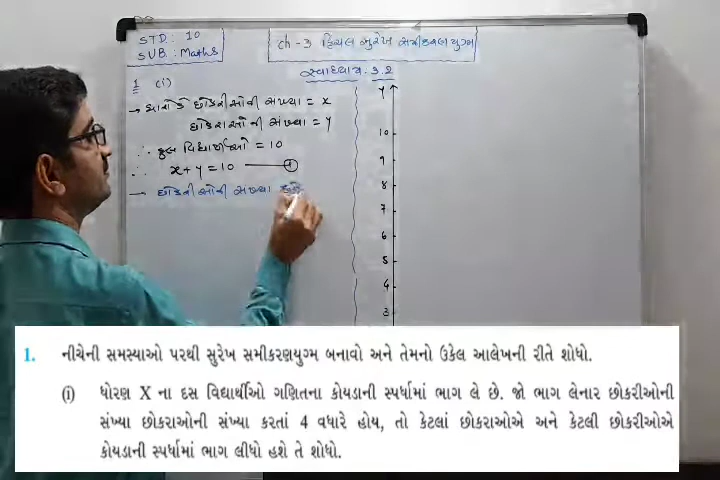 STD : 10
SUB : Maths
ch - 3 દ્વિચલ સુરેખ સમીકરણયુગ્મ
સ્વાધ્યાય 3.2
1 (i)
→ ધારો કે છોકરીઓની સંખ્યા = x
છોકરાઓની સંખ્યા = y
∴ કુલ વિદ્યાર્થીઓ = 10
∴ x + y = 10 —— ①
→ છોકરીઓની સંખ્યા
y
10
9
8
7
6
5
4
3
1. નીચેની સમસ્યાઓ પરથી સુરેખ સમીકરણયુગ્મ બનાવો અને તેમનો ઉકેલ આલેખની રીતે શોધો.
(i) ધોરણ X ના દસ વિદ્યાર્થીઓ ગણિતના કોયડાની સ્પર્ધામાં ભાગ લે છે. જો ભાગ લેનાર છોકરીઓની
સંખ્યા છોકરાઓની સંખ્યા કરતાં 4 વધારે હોય, તો કેટલાં છોકરાઓએ અને કેટલી છોકરીઓએ
કોયડાની સ્પર્ધામાં ભાગ લીધો હશે તે શોધો.